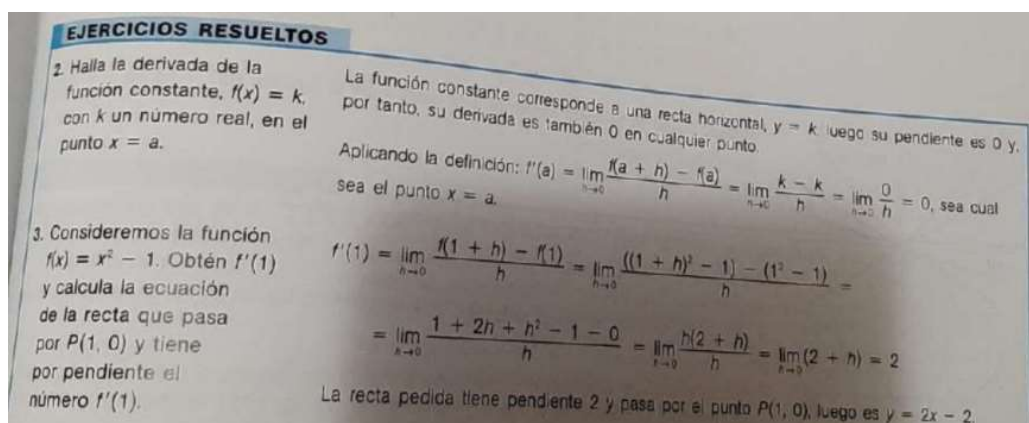 EJERCICIOS RESUELTOS
2. Halla la derivada de la
función constante, f(x) = k,
con k un número real, en el
punto x = a.
La función constante corresponde a una recta horizontal, y = k, luego su pendiente es 0 y,
por tanto, su derivada es también 0 en cualquier punto.
Aplicando la definición: f'(a) = lim h→0 (f(a + h) − f(a))/h = lim h→0 (k − k)/h = lim h→0 0/h = 0, sea cual
sea el punto x = a.
3. Consideremos la función
f(x) = x² − 1. Obtén f'(1)
y calcula la ecuación
de la recta que pasa
por P(1, 0) y tiene
por pendiente el
número f'(1).
f'(1) = lim h→0 (f(1 + h) − f(1))/h = lim h→0 (((1 + h)² − 1) − (1² − 1))/h =
= lim h→0 (1 + 2h + h² − 1 − 0)/h = lim h→0 h(2 + h)/h = lim h→0 (2 + h) = 2
La recta pedida tiene pendiente 2 y pasa por el punto P(1, 0), luego es y = 2x − 2.